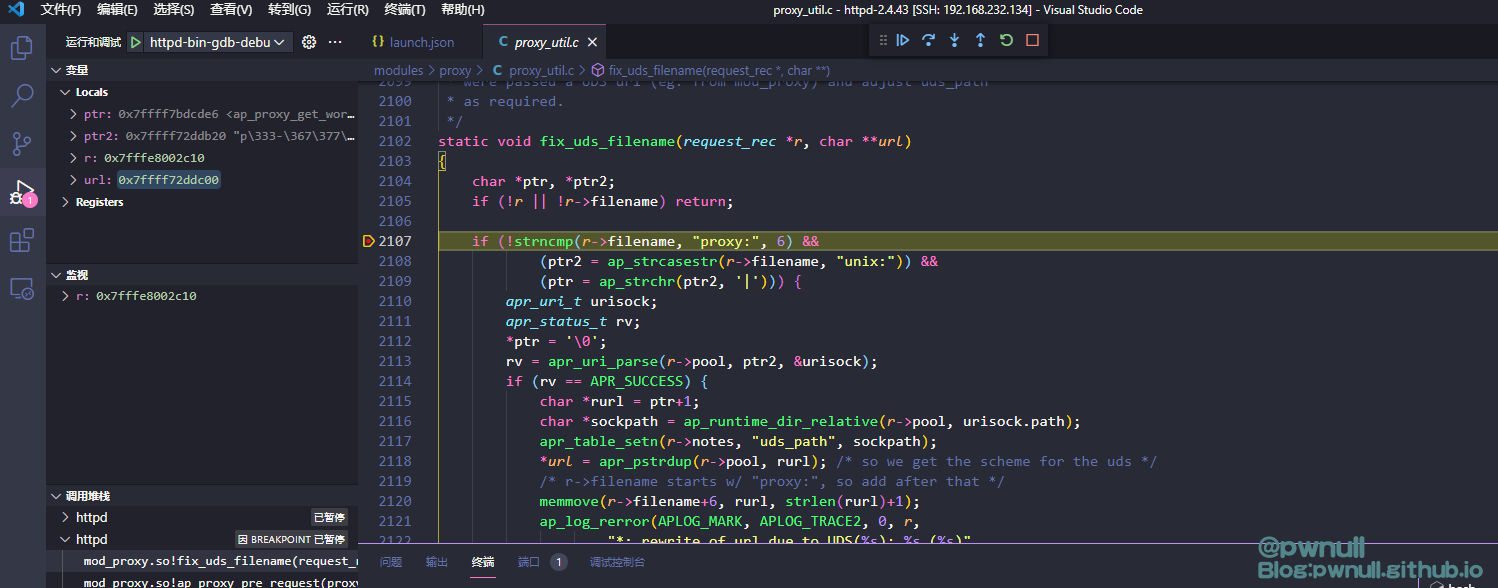 文件(F) 编辑(E) 选择(S) 查看(V) 转到(G) 运行(R) 终端(T) 帮助(H) proxy_util.c - httpd-2.4.43 [SSH: 192.168.232.134] - Visual Studio Code
运行和调试 httpd-bin-gdb-debu ··· {} launch.json C proxy_util.c
变量
Locals
ptr: 0x7ffff7bdcde6 <ap_proxy_get_wor…
ptr2: 0x7ffff72ddb20 "p\333-\367\377\…
r: 0x7fffe8002c10
url: 0x7ffff72ddc00
Registers
监视
r: 0x7fffe8002c10
调用堆栈
httpd 已暂停
httpd 因 BREAKPOINT 已暂停
mod_proxy.so!fix_uds_filename(request_r
mod_proxy.so!ap_proxy_pre_request(prox
1
modules > proxy > C proxy_util.c > fix_uds_filename(request_rec *, char **)
2099 * were passed a UDS url (eg: from mod_proxy) and adjust uds_path
2100 * as required.
2101 */
2102 static void fix_uds_filename(request_rec *r, char **url)
2103 {
2104 char *ptr, *ptr2;
2105 if (!r || !r->filename) return;
2106
2107 if (!strncmp(r->filename, "proxy:", 6) &&
2108 (ptr2 = ap_strcasestr(r->filename, "unix:")) &&
2109 (ptr = ap_strchr(ptr2, '|'))) {
2110 apr_uri_t urisock;
2111 apr_status_t rv;
2112 *ptr = '\0';
2113 rv = apr_uri_parse(r->pool, ptr2, &urisock);
2114 if (rv == APR_SUCCESS) {
2115 char *rurl = ptr+1;
2116 char *sockpath = ap_runtime_dir_relative(r->pool, urisock.path);
2117 apr_table_setn(r->notes, "uds_path", sockpath);
2118 *url = apr_pstrdup(r->pool, rurl); /* so we get the scheme for the uds */
2119 /* r->filename starts w/ "proxy:", so add after that */
2120 memmove(r->filename+6, rurl, strlen(rurl)+1);
2121 ap_log_rerror(APLOG_MARK, APLOG_TRACE2, 0, r,
2122 "*: rewrite of url due to UDS(%s): %s (%s)"
问题 输出 终端 端口 1 调试控制台
@pwnull
Blog:pwnull.github.io